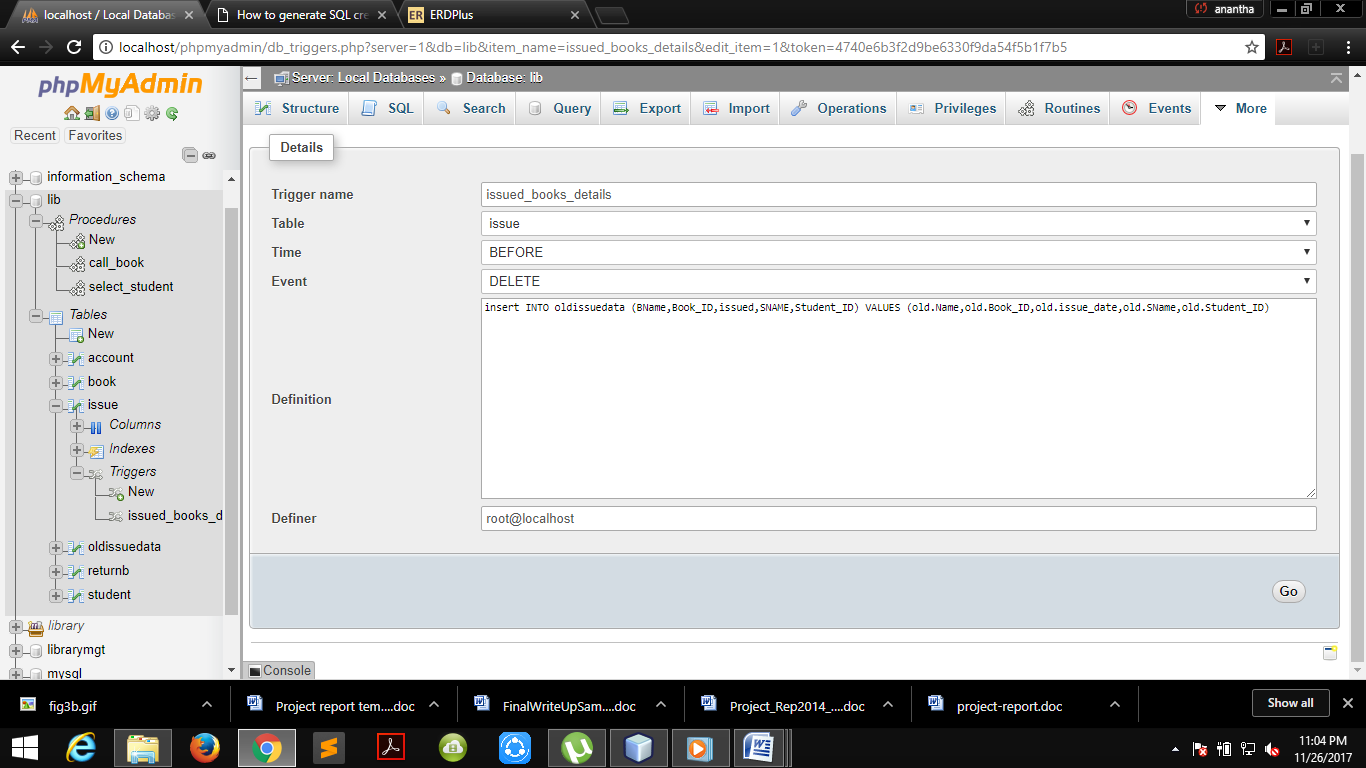 localhost / Local Databas
How to generate SQL cre
ERDPlus
anantha
localhost/phpmyadmin/db_triggers.php?server=1&db=lib&item_name=issued_books_details&edit_item=1&token=4740e6b3f2d9be6330f9da54f5b1f7b5
phpMyAdmin
Recent
Favorites
information_schema
lib
Procedures
New
call_book
select_student
Tables
New
account
book
issue
Columns
Indexes
Triggers
New
issued_books_d
oldissuedata
returnb
student
library
librarymgt
mysql
Server: Local Databases » Database: lib
Structure
SQL
Search
Query
Export
Import
Operations
Privileges
Routines
Events
More
Details
Trigger name
issued_books_details
Table
issue
Time
BEFORE
Event
DELETE
Definition
insert INTO oldissuedata (BName,Book_ID,issued,SNAME,Student_ID) VALUES (old.Name,old.Book_ID,old.issue_date,old.SName,old.Student_ID)
Definer
root@localhost
Go
Console
fig3b.gif
Project report tem....doc
FinalWriteUpSam....doc
Project_Rep2014_....doc
project-report.doc
Show all
11:04 PM
11/26/2017